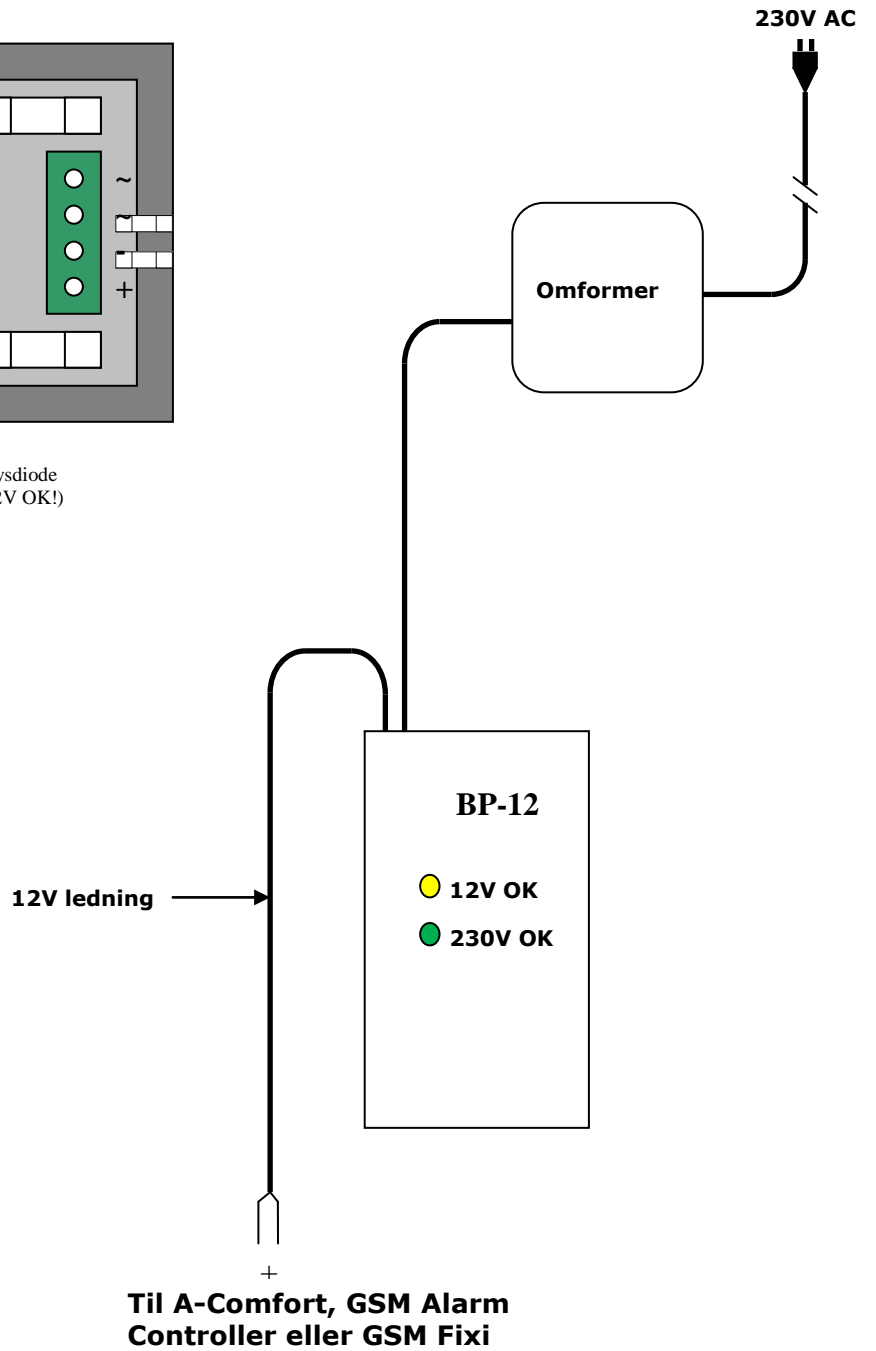 230V AC
~
~
-
+
Omformer
ysdiode
V OK!)
BP-12
12V OK
12V ledning
230V OK
+
Til A-Comfort, GSM Alarm
Controller eller GSM Fixi